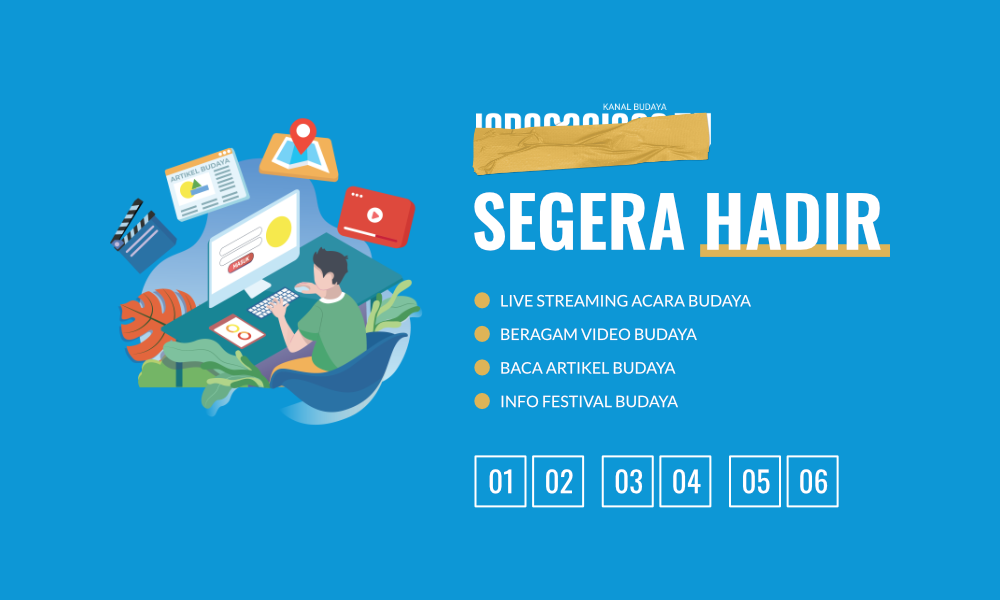 ARTIKEL BUDAYA
MASUK
KANAL BUDAYA
SEGERA HADIR
LIVE STREAMING ACARA BUDAYA
BERAGAM VIDEO BUDAYA
BACA ARTIKEL BUDAYA
INFO FESTIVAL BUDAYA
01 02 03 04 05 06